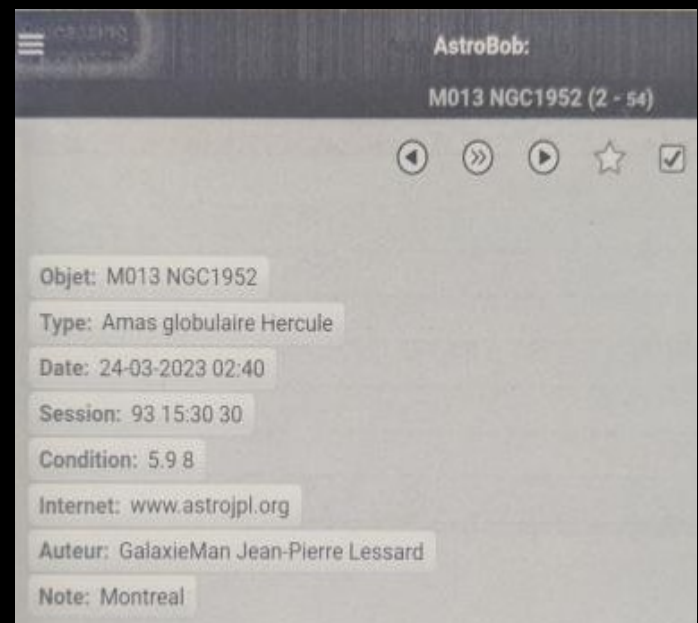 AstroBob:
M013 NGC1952 (2 - 54)
Objet: M013 NGC1952
Type: Amas globulaire Hercule
Date: 24-03-2023 02:40
Session: 93 15:30 30
Condition: 5.9 8
Internet: www.astrojpl.org
Auteur: GalaxieMan Jean-Pierre Lessard
Note: Montreal